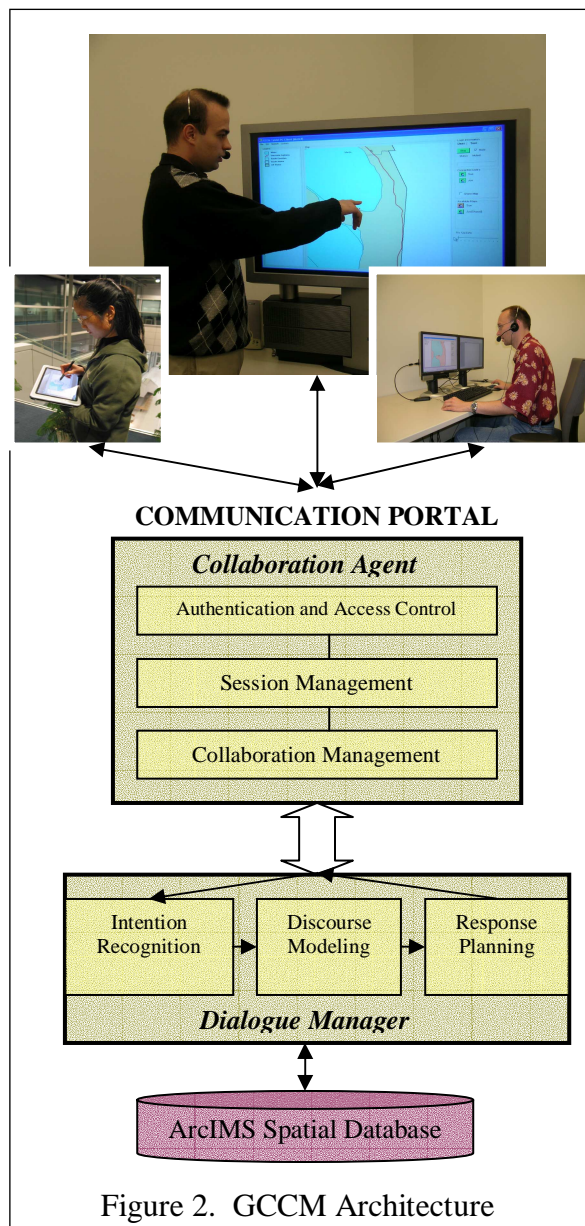 COMMUNICATION PORTAL
Collaboration Agent
Authentication and Access Control
Session Management
Collaboration Management
Intention
Recognition
Discourse
Modeling
Response
Planning
Dialogue Manager
ArcIMS Spatial Database
Figure 2.  GCCM Architecture